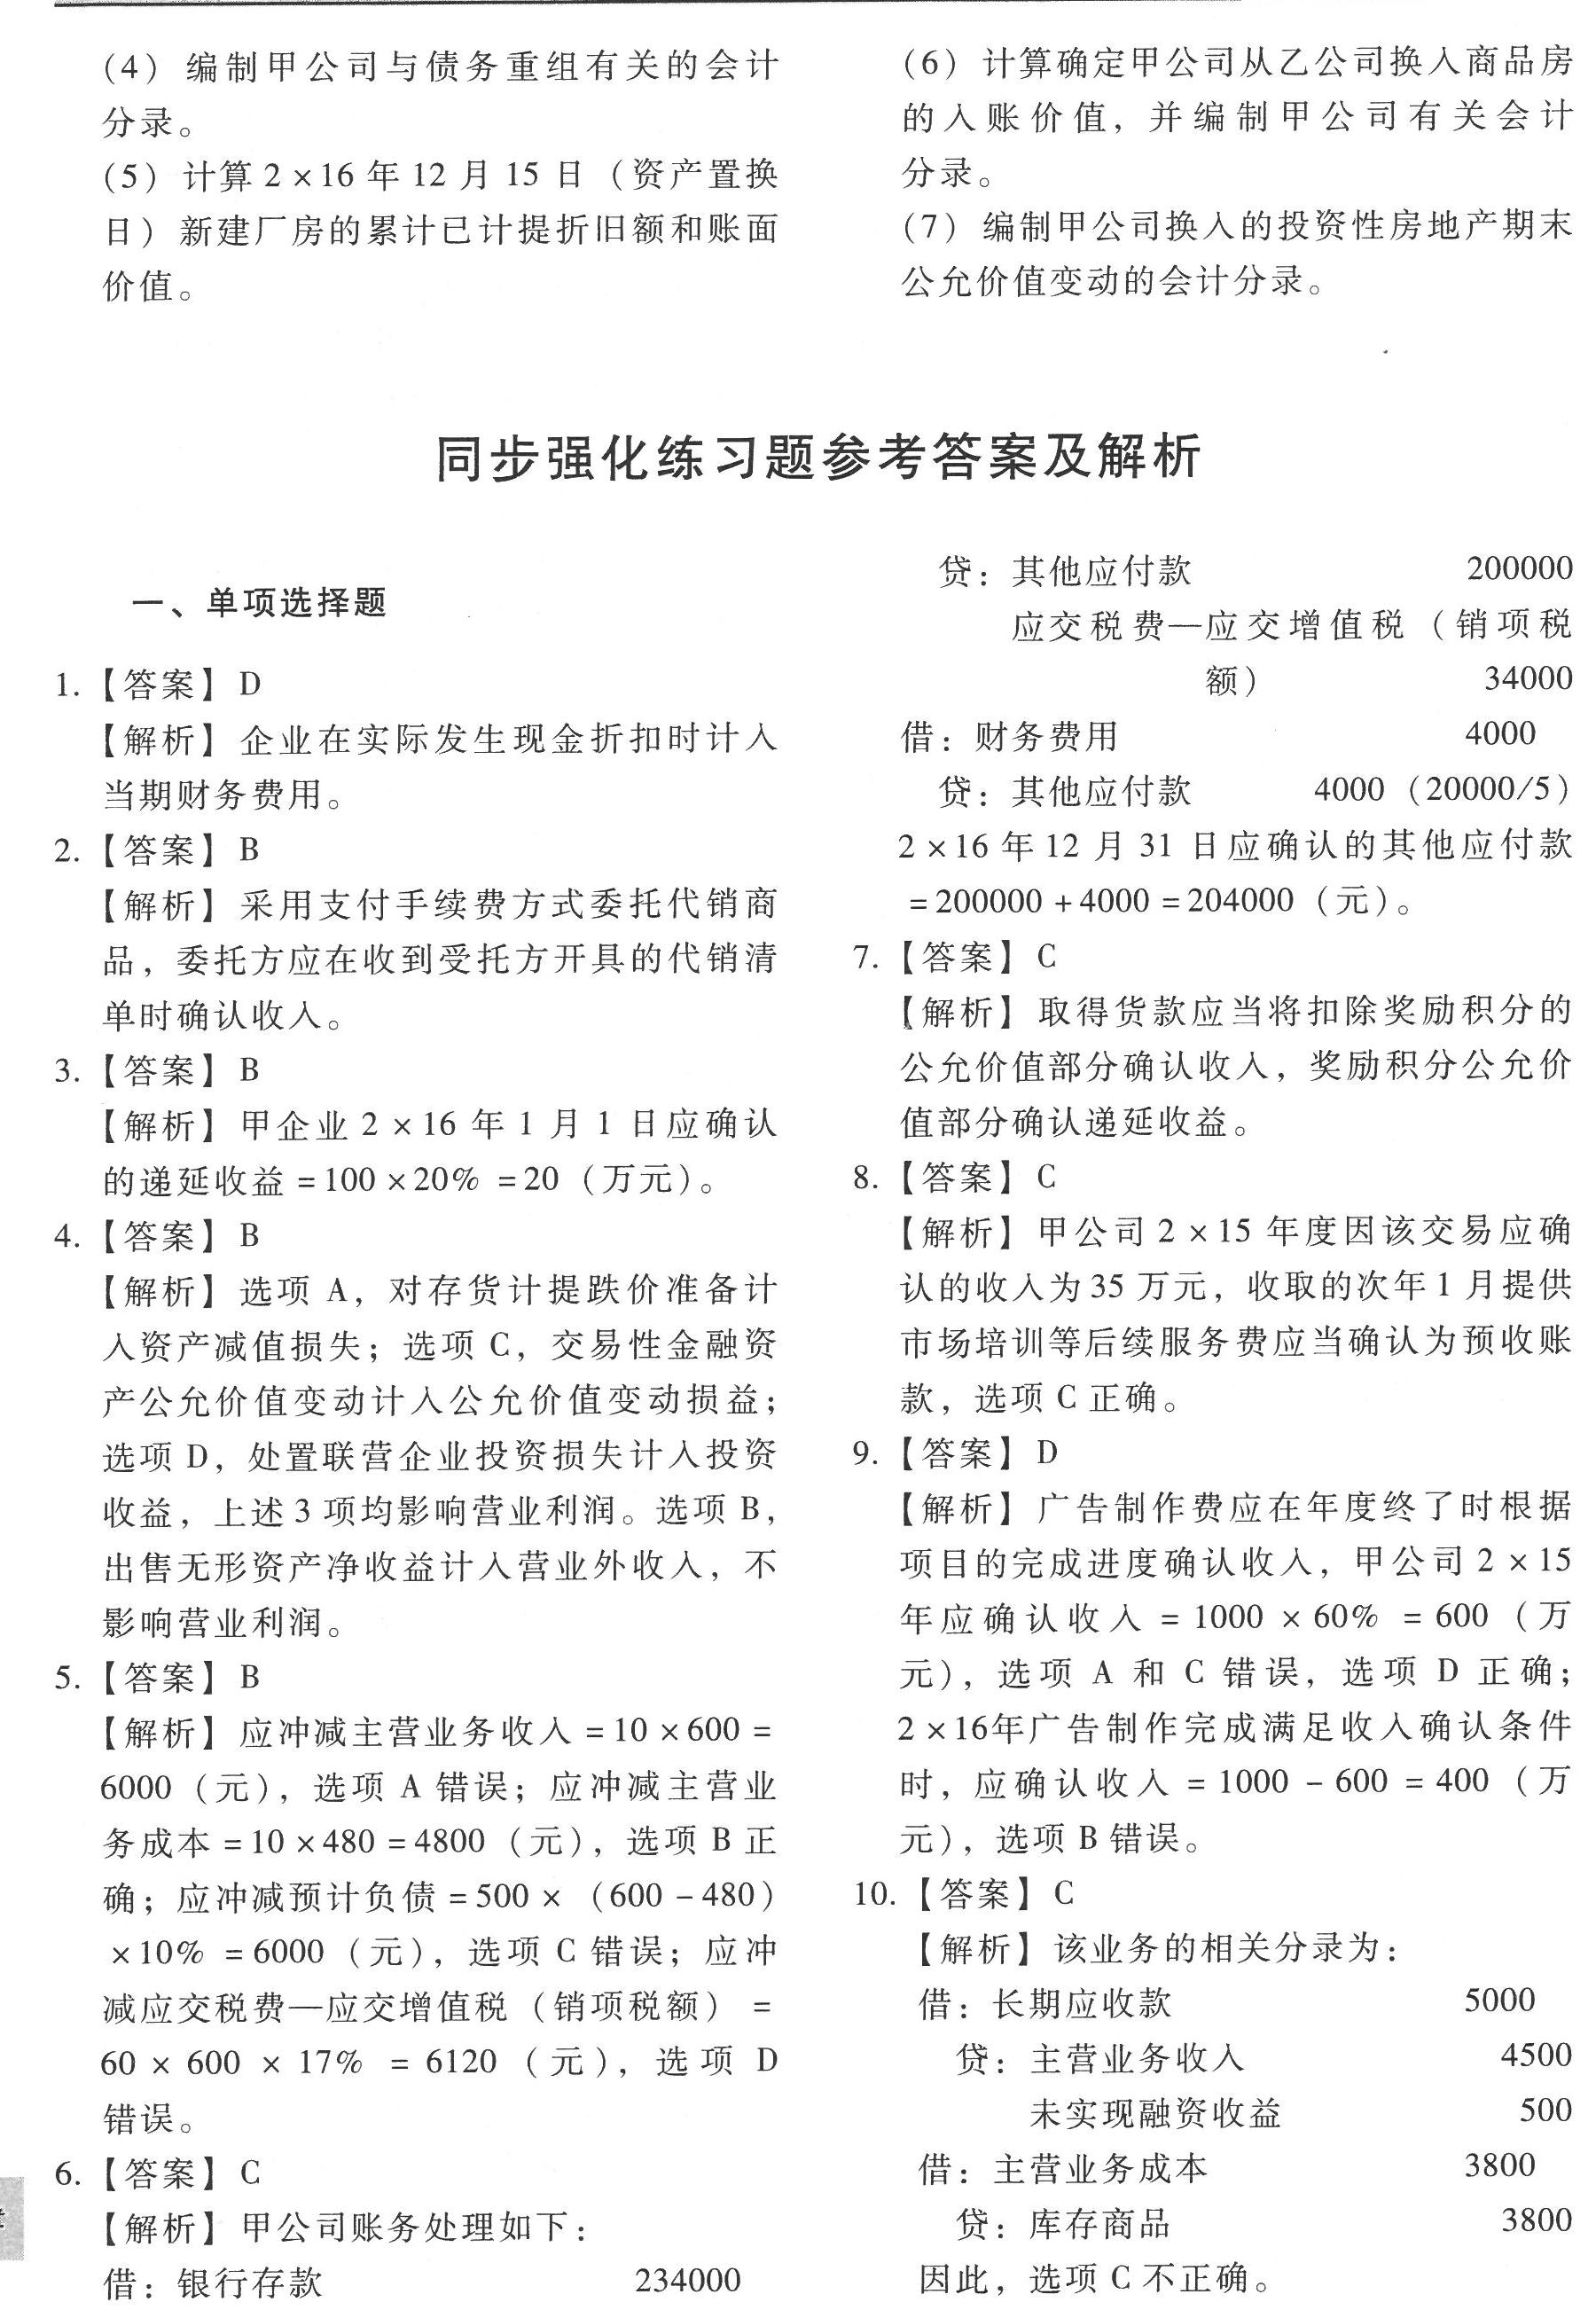 (4) 编制甲公司与债务重组有关的会计
分录。
(5) 计算 2×16 年 12 月 15 日（资产置换
日）新建厂房的累计已计提折旧额和账面
价值。
(6) 计算确定甲公司从乙公司换入商品房
的入账价值，并编制甲公司有关会计
分录。
(7) 编制甲公司换入的投资性房地产期末
公允价值变动的会计分录。
同步强化练习题参考答案及解析
一、单项选择题
1.【答案】 D
【解析】 企业在实际发生现金折扣时计入
当期财务费用。
2.【答案】 B
【解析】 采用支付手续费方式委托代销商
品，委托方应在收到受托方开具的代销清
单时确认收入。
3.【答案】 B
【解析】 甲企业 2×16 年 1 月 1 日应确认
的递延收益 =100×20% =20（万元）。
4.【答案】 B
【解析】 选项 A，对存货计提跌价准备计
入资产减值损失；选项 C，交易性金融资
产公允价值变动计入公允价值变动损益；
选项 D，处置联营企业投资损失计入投资
收益，上述 3 项均影响营业利润。选项 B，
出售无形资产净收益计入营业外收入，不
影响营业利润。
5.【答案】 B
【解析】 应冲减主营业务收入 =10×600 =
6000（元），选项 A 错误；应冲减主营业
务成本 =10×480 =4800（元），选项 B 正
确；应冲减预计负债 =500×（600－480）
×10% =6000（元），选项 C 错误；应冲
减应交税费—应交增值税（销项税额）=
60 × 600 × 17% = 6120（元），选项 D
错误。
6.【答案】 C
【解析】 甲公司账务处理如下：
借：银行存款 234000
贷：其他应付款 200000
应交税费—应交增值税（销项税
额） 34000
借：财务费用 4000
贷：其他应付款 4000（20000/5）
2×16 年 12 月 31 日应确认的其他应付款
=200000 +4000 =204000（元）。
7.【答案】 C
【解析】 取得货款应当将扣除奖励积分的
公允价值部分确认收入，奖励积分公允价
值部分确认递延收益。
8.【答案】 C
【解析】 甲公司 2×15 年度因该交易应确
认的收入为 35 万元，收取的次年 1 月提供
市场培训等后续服务费应当确认为预收账
款，选项 C 正确。
9.【答案】 D
【解析】 广告制作费应在年度终了时根据
项目的完成进度确认收入，甲公司 2×15
年应确认收入 = 1000 × 60% = 600（万
元），选项 A 和 C 错误，选项 D 正确；
2×16年广告制作完成满足收入确认条件
时，应确认收入 = 1000 － 600 = 400（万
元），选项 B 错误。
10.【答案】 C
【解析】 该业务的相关分录为：
借：长期应收款 5000
贷：主营业务收入 4500
未实现融资收益 500
借：主营业务成本 3800
贷：库存商品 3800
因此，选项 C 不正确。